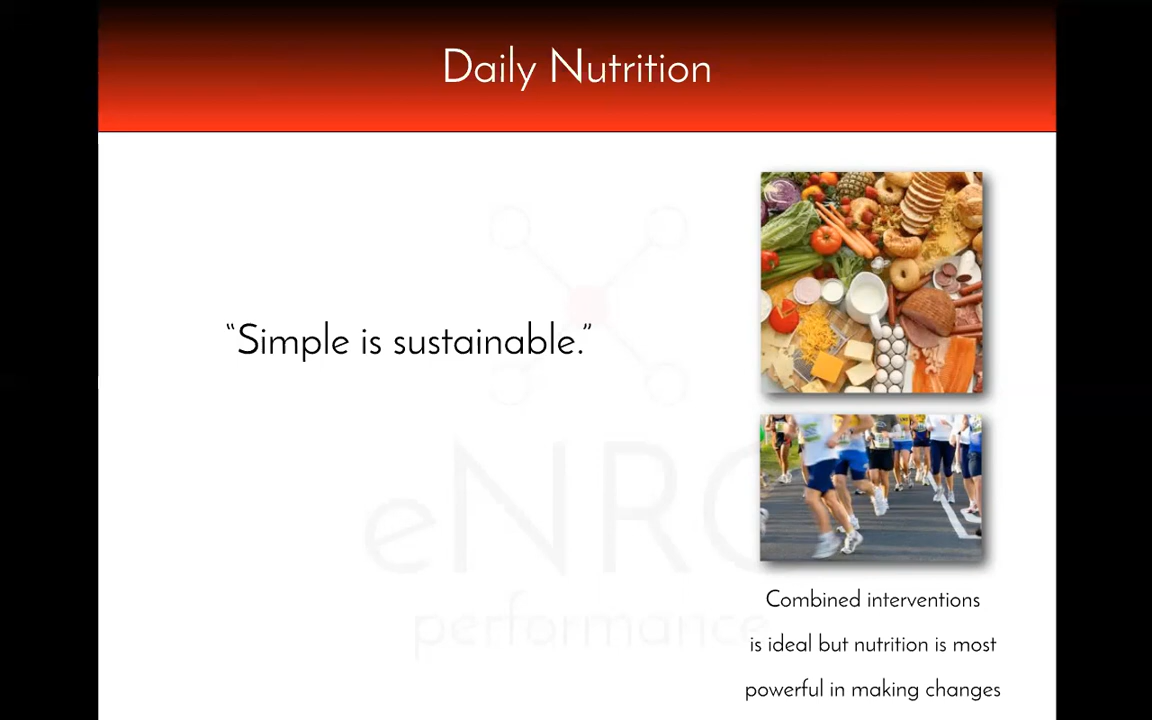 Daily Nutrition
“Simple is sustainable.”
eNRG
performance
Combined interventions
is ideal but nutrition is most
powerful in making changes